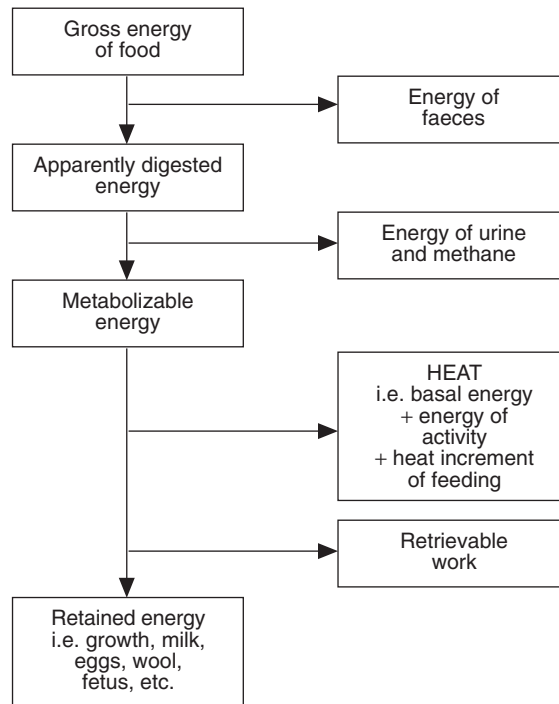 Gross energy
of food
Energy of
faeces
Apparently digested
energy
Energy of urine
and methane
Metabolizable
energy
HEAT
i.e. basal energy
+ energy of
activity
+ heat increment
of feeding
Retrievable
work
Retained energy
i.e. growth, milk,
eggs, wool,
fetus, etc.